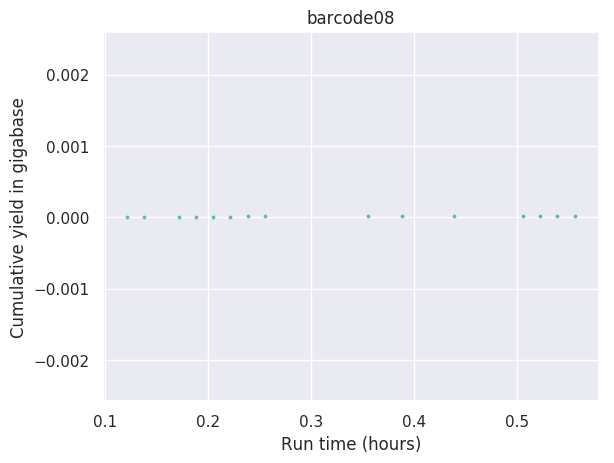 barcode08
Cumulative yield in gigabase
0.002
0.001
0.000
−0.001
−0.002
0.1 0.2 0.3 0.4 0.5
Run time (hours)